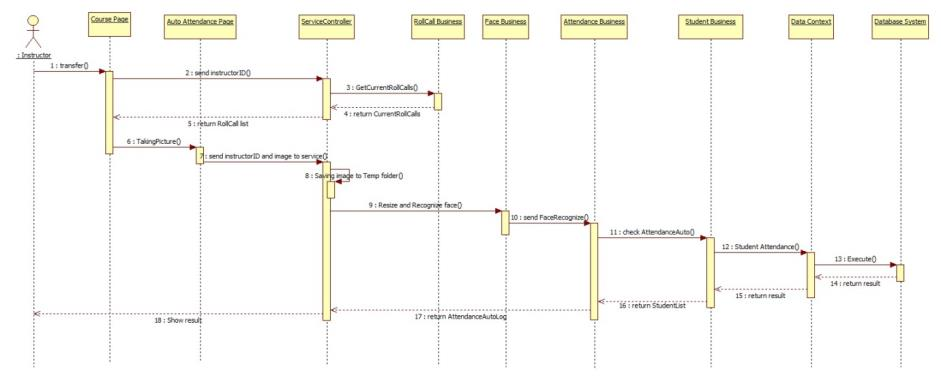 Course Page
Auto Attendance Page
ServiceController
RollCall Business
Face Business
Attendance Business
Student Business
Data Context
Database System
: Instructor
1 : transfer()
2 : send instructorID()
3 : GetCurrentRollCalls()
4 : return CurrentRollCalls
5 : return RollCall list
6 : TakingPicture()
7 : send instructorID and image to service()
8 : Saving image to Temp folder()
9 : Resize and Recognize face()
10 : send FaceRecognize()
11 : check AttendanceAuto()
12 : Student Attendance()
13 : Execute()
14 : return result
15 : return result
16 : return StudentList
17 : return AttendanceAutoLog
18 : Show result